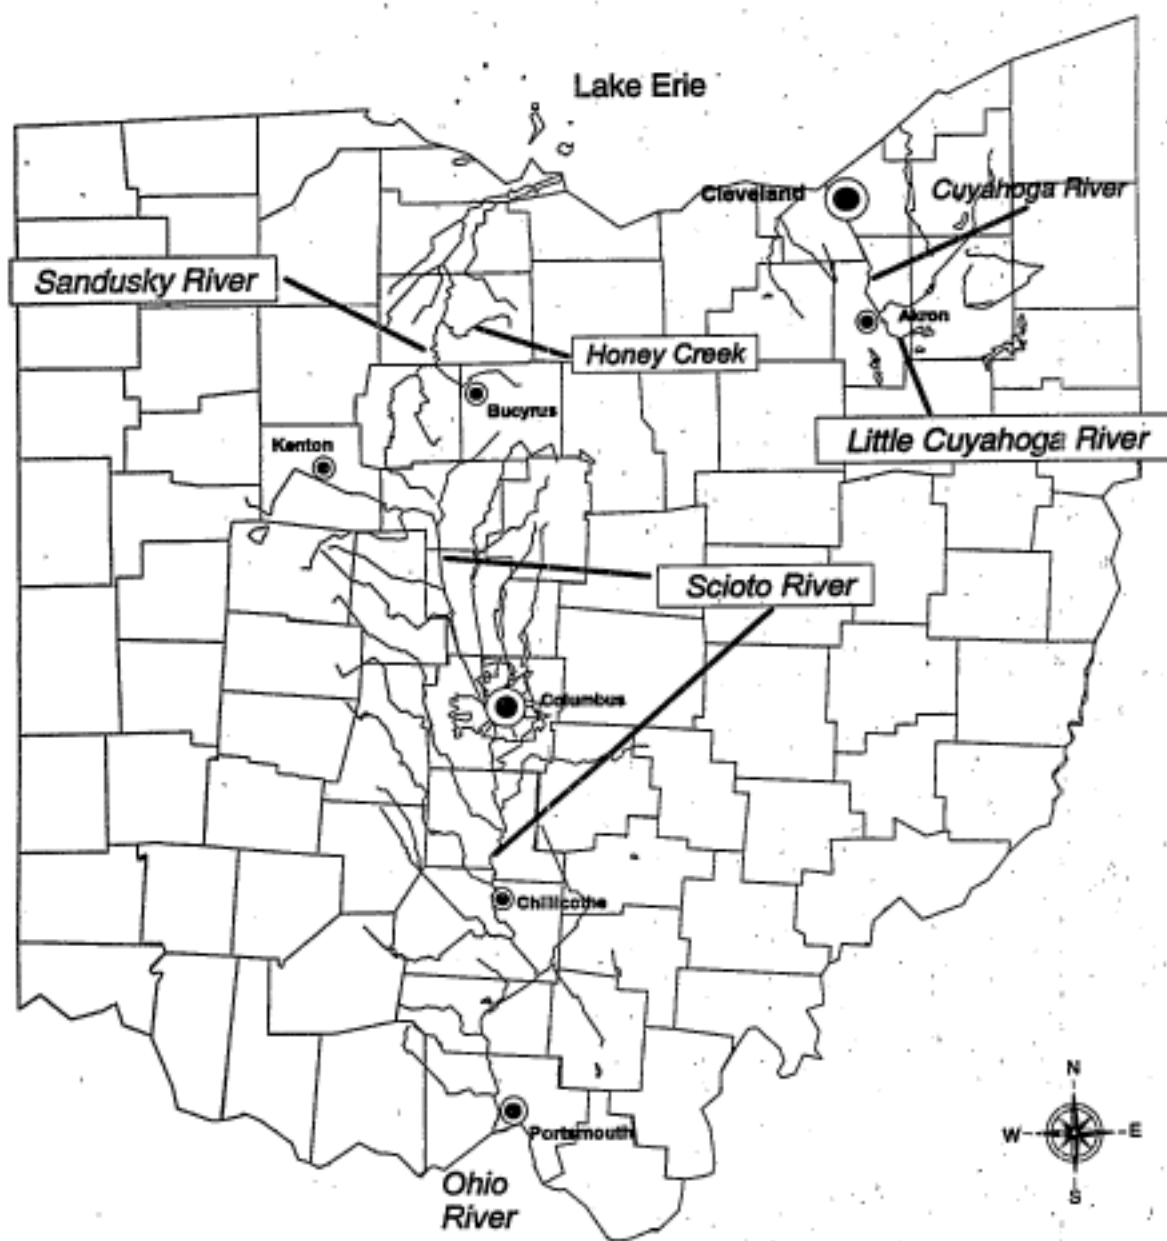 Lake Erie
Cleveland
Cuyahoga River
Sandusky River
Akron
Honey Creek
Bucyrus
Little Cuyahoga River
Kenton
Scioto River
Columbus
Chillicothe
Portsmouth
Ohio
River
N
W
E
S